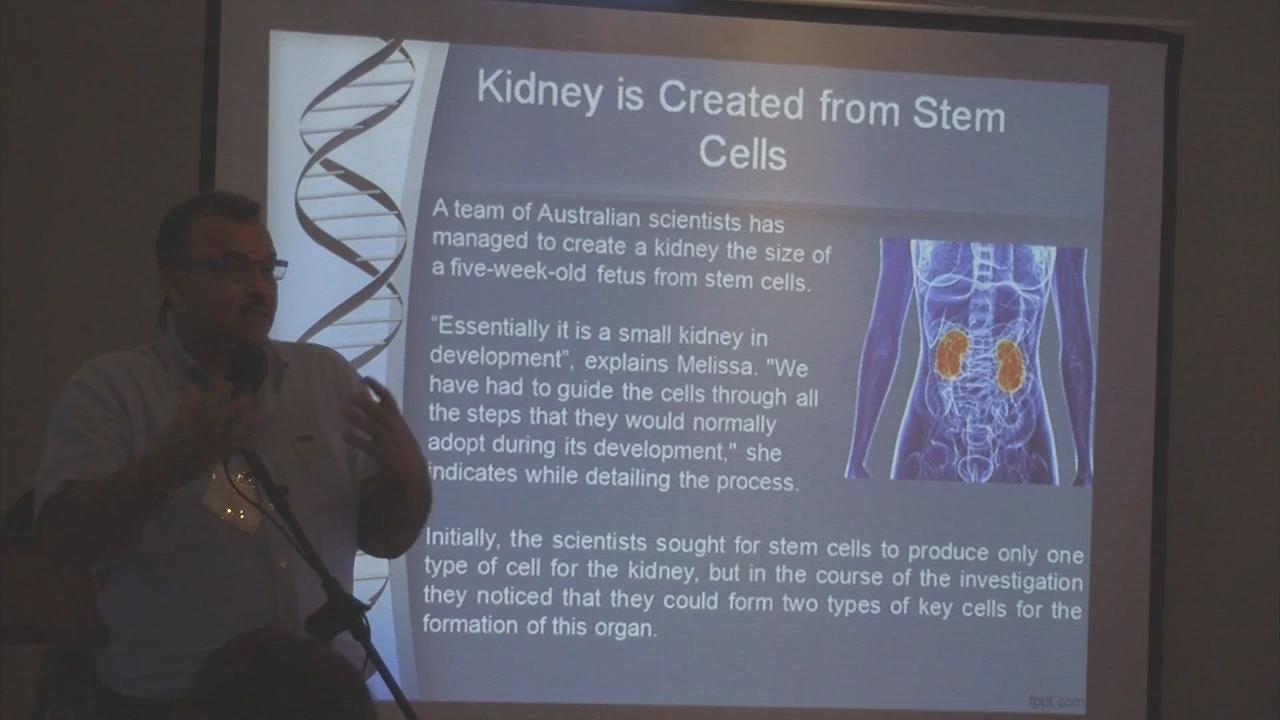 Kidney is Created from Stem
Cells
A team of Australian scientists has
managed to create a kidney the size of
a five-week-old fetus from stem cells.
“Essentially it is a small kidney in
development”, explains Melissa. "We
have had to guide the cells through all
the steps that they would normally
adopt during its development," she
indicates while detailing the process.
Initially, the scientists sought for stem cells to produce only one
type of cell for the kidney, but in the course of the investigation
they noticed that they could form two types of key cells for the
formation of this organ.
fppt.com